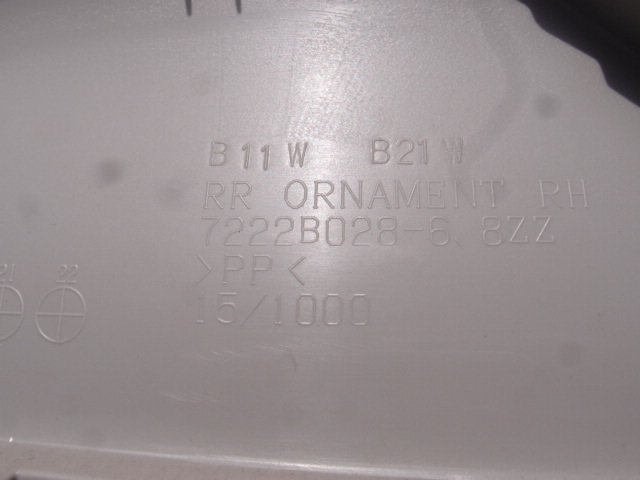 B11W B21W
RR ORNAMENT RH
7222B028-6、8ZZ
>PP<
15/1000
21 22